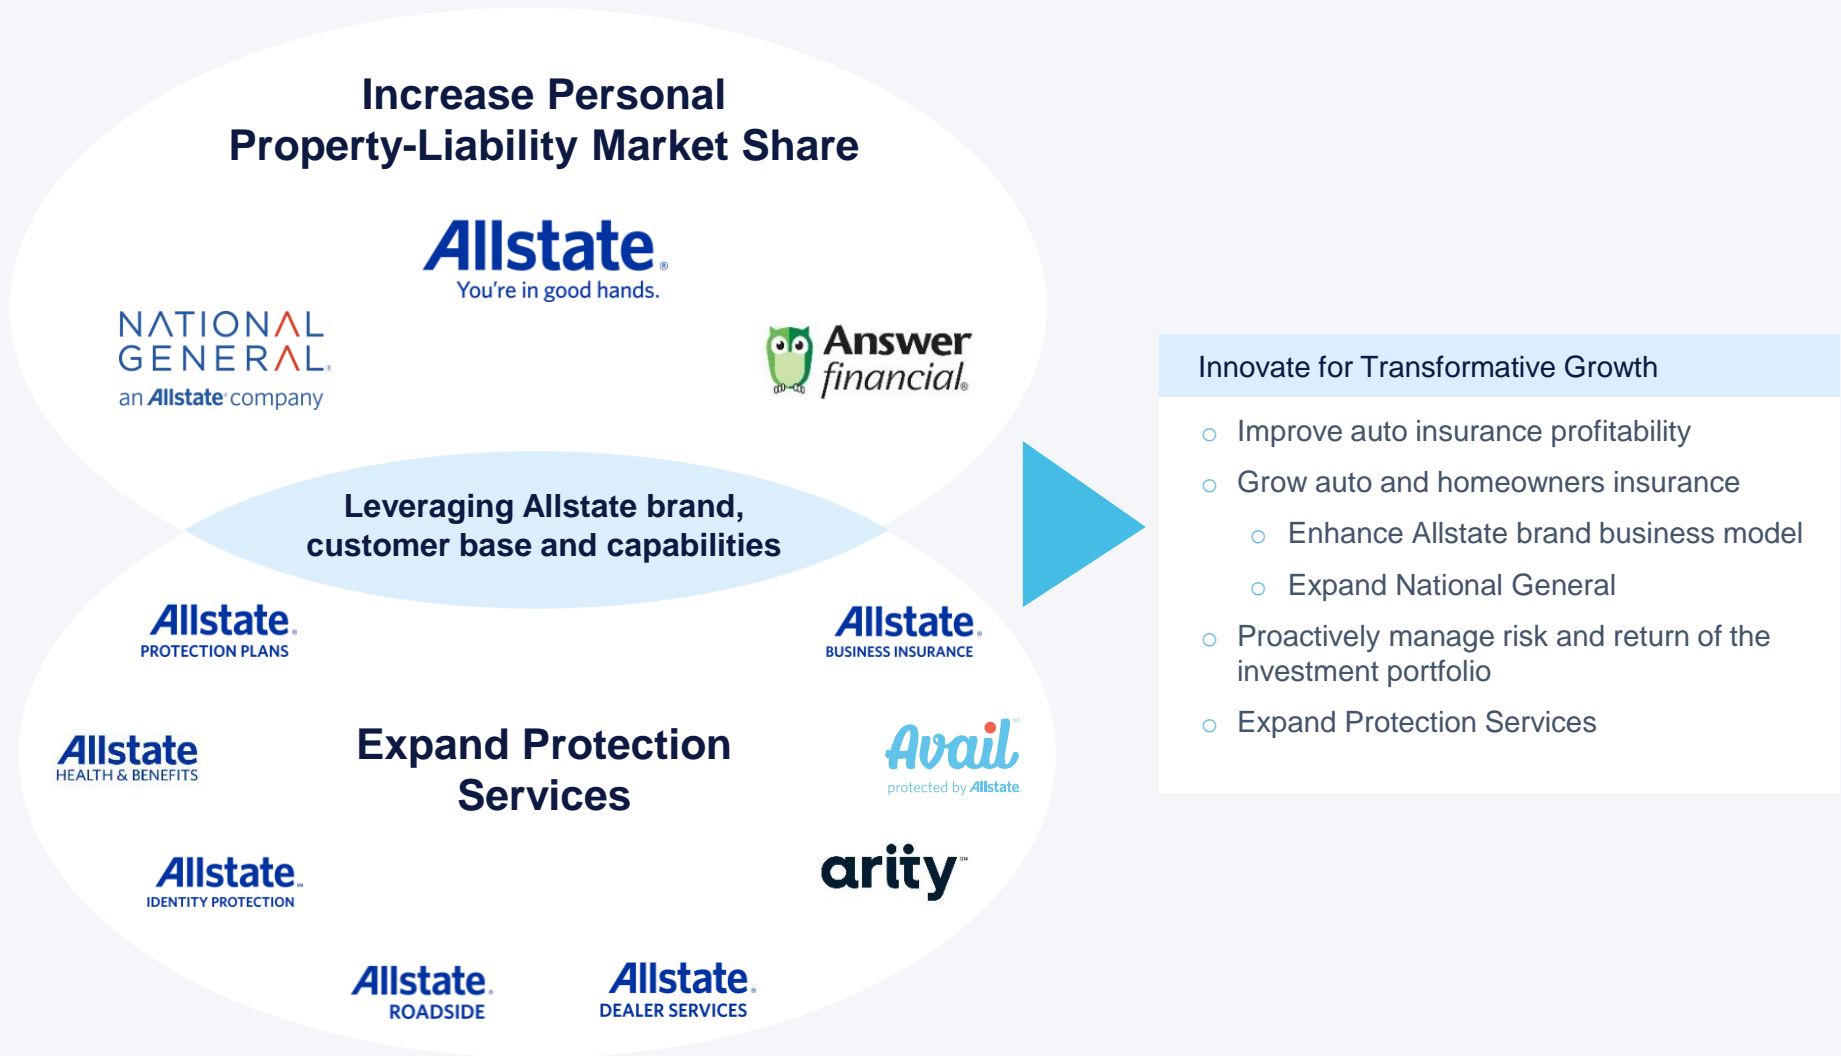 Increase Personal
Property-Liability Market Share
Allstate®
You're in good hands.
NATIONAL
GENERAL®
an Allstate® company
Answer
financial®
Leveraging Allstate brand,
customer base and capabilities
Allstate®
PROTECTION PLANS
Allstate®
BUSINESS INSURANCE
Expand Protection
Services
Allstate
HEALTH & BENEFITS
Avail℠
protected by Allstate
Allstate℠
IDENTITY PROTECTION
arity℠
Allstate®
ROADSIDE
Allstate®
DEALER SERVICES
Innovate for Transformative Growth
○ Improve auto insurance profitability
○ Grow auto and homeowners insurance
○ Enhance Allstate brand business model
○ Expand National General
○ Proactively manage risk and return of the
investment portfolio
○ Expand Protection Services